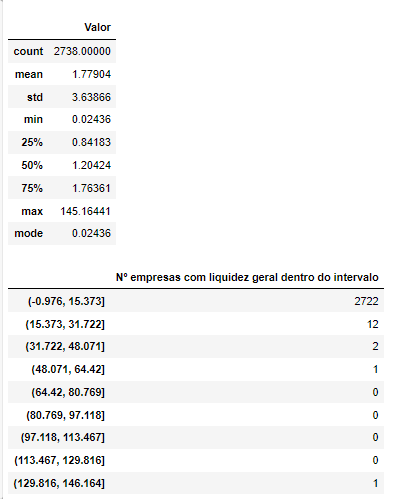 Valor
count 2738.00000
mean 1.77904
std 3.63866
min 0.02436
25% 0.84183
50% 1.20424
75% 1.76361
max 145.16441
mode 0.02436
Nº empresas com liquidez geral dentro do intervalo
(-0.976, 15.373] 2722
(15.373, 31.722] 12
(31.722, 48.071] 2
(48.071, 64.42] 1
(64.42, 80.769] 0
(80.769, 97.118] 0
(97.118, 113.467] 0
(113.467, 129.816] 0
(129.816, 146.164] 1